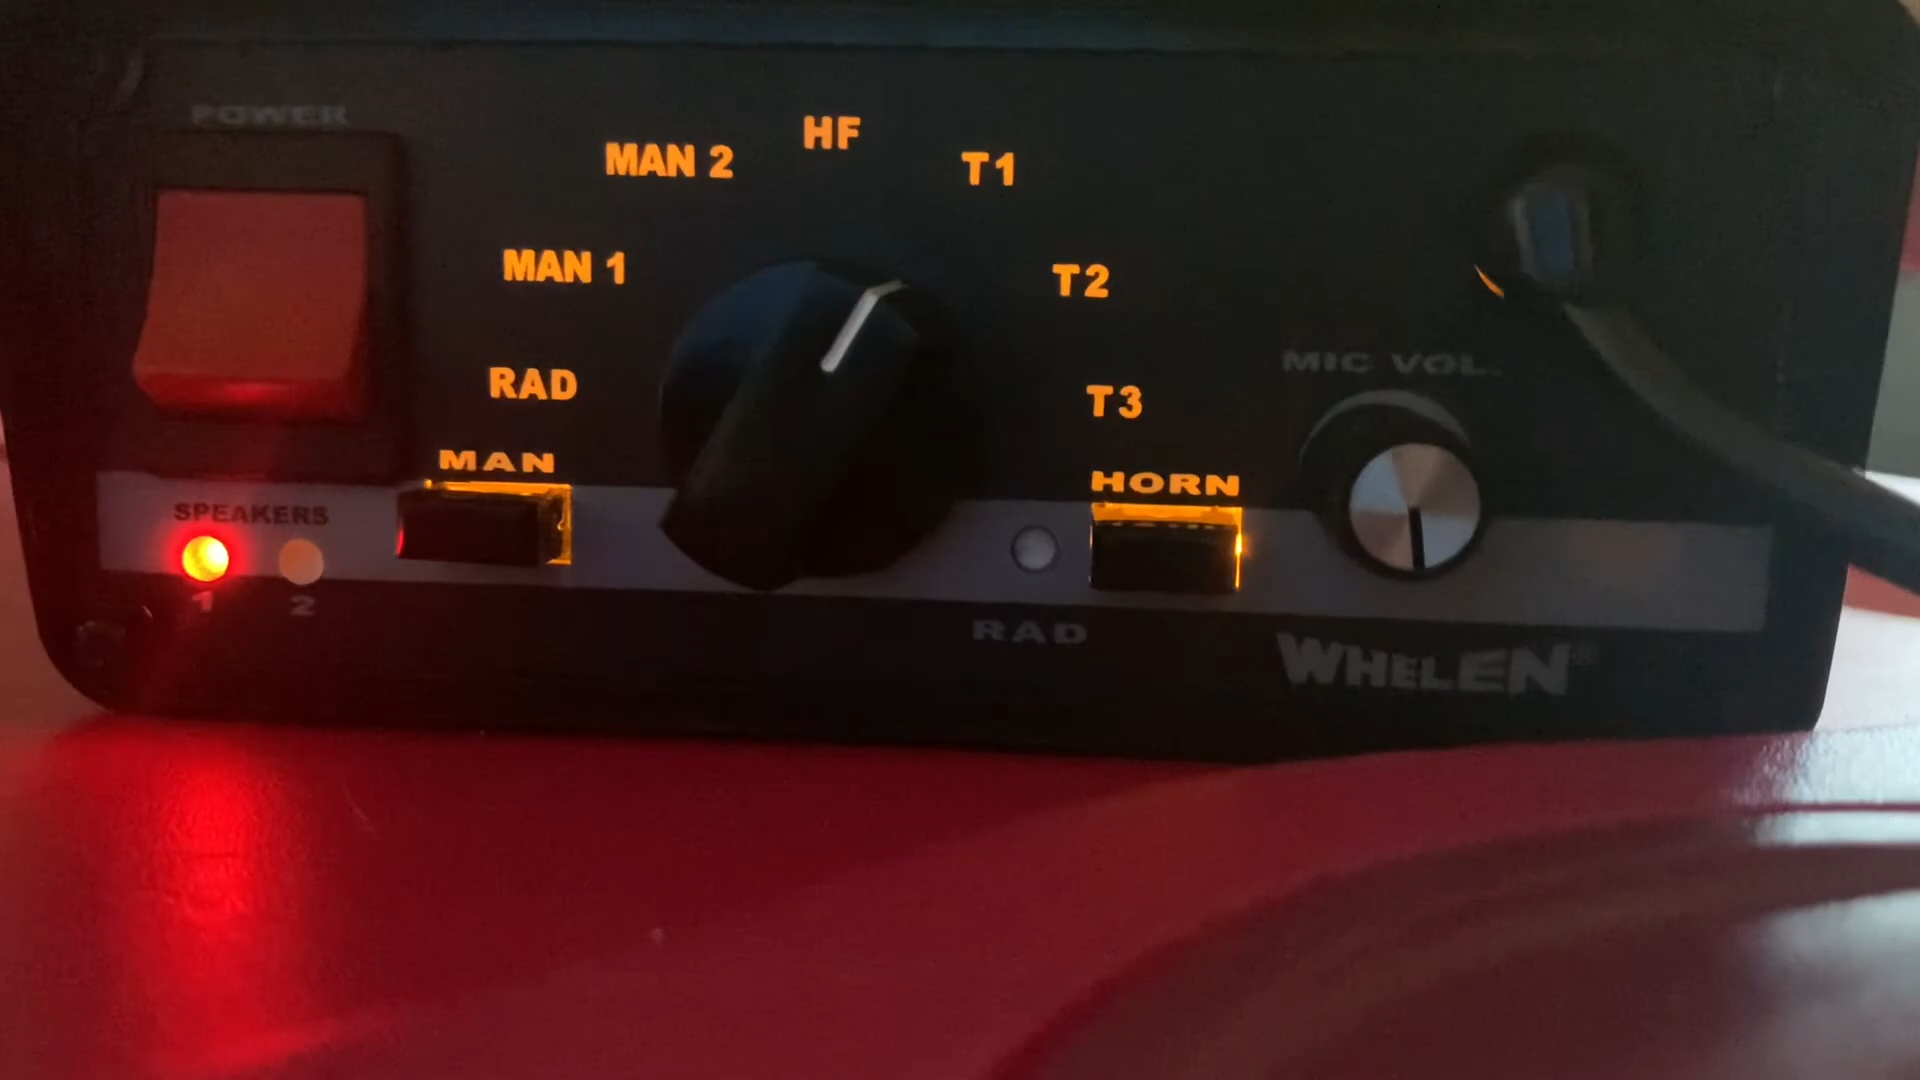 POWER
HF
MAN 2
T1
MAN 1
T2
MIC VOL.
RAD
T3
MAN
HORN
SPEAKERS
1 2
RAD
WHELEN®